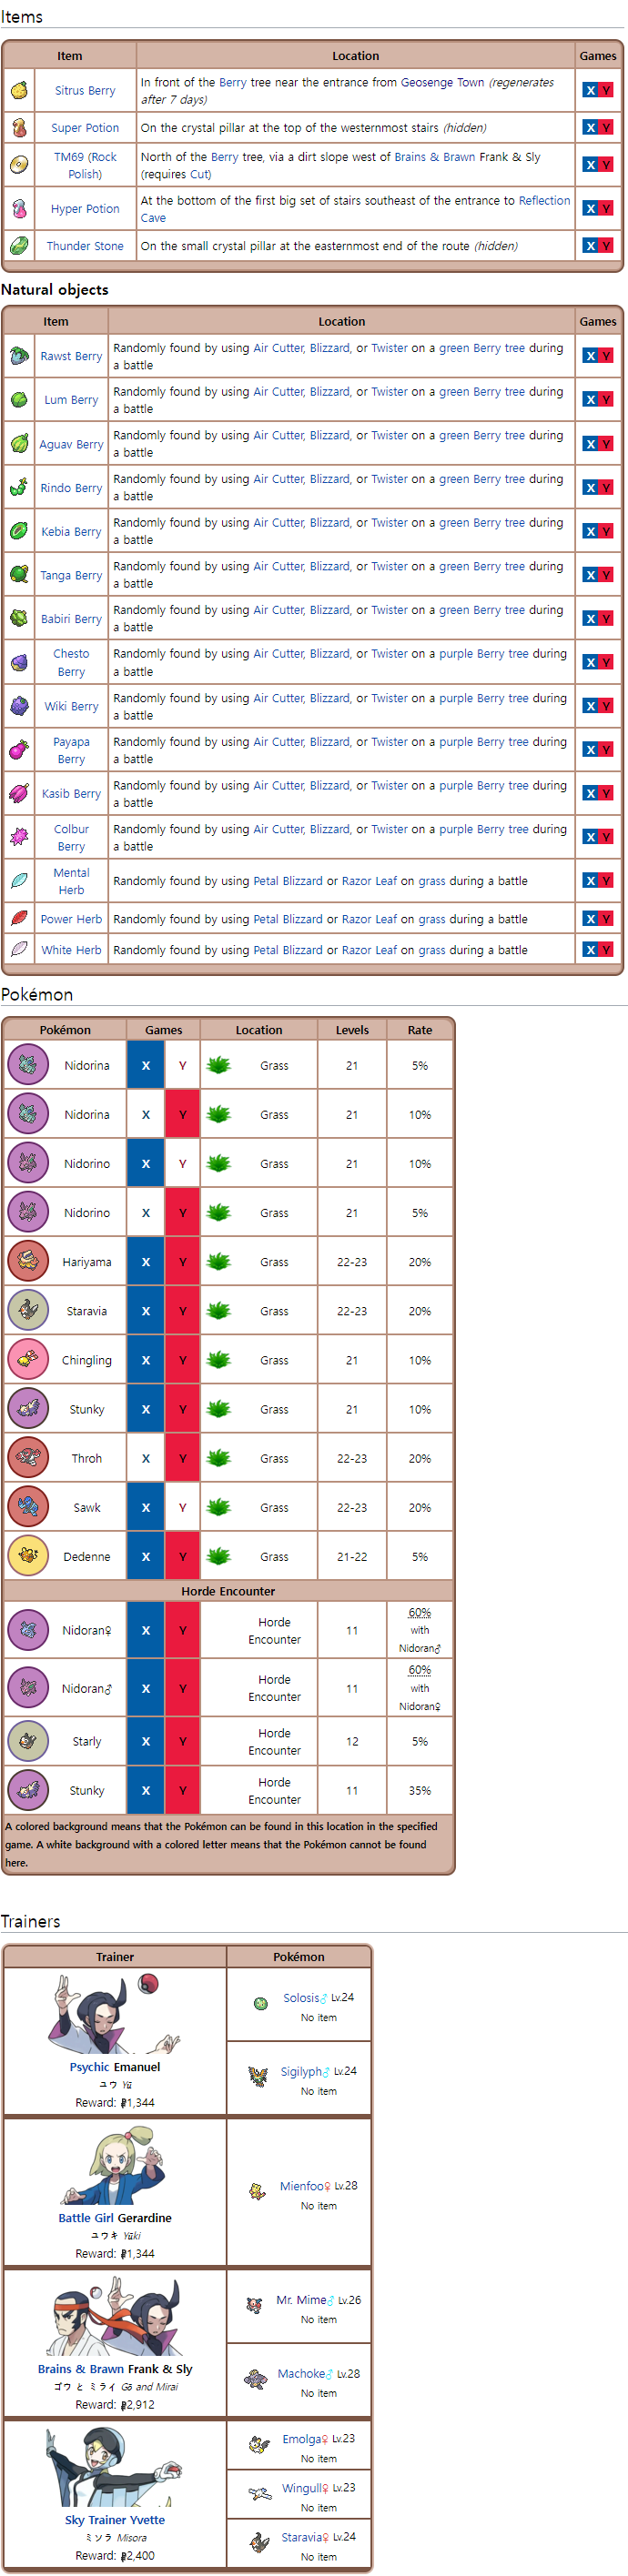 Items
Item Location Games
Sitrus Berry In front of the Berry tree near the entrance from Geosenge Town (regenerates
after 7 days) X Y
Super Potion On the crystal pillar at the top of the westernmost stairs (hidden) X Y
TM69 (Rock
Polish) North of the Berry tree, via a dirt slope west of Brains & Brawn Frank & Sly
(requires Cut) X Y
Hyper Potion At the bottom of the first big set of stairs southeast of the entrance to Reflection
Cave X Y
Thunder Stone On the small crystal pillar at the easternmost end of the route (hidden) X Y
Natural objects
Item Location Games
Rawst Berry Randomly found by using Air Cutter, Blizzard, or Twister on a green Berry tree during
a battle X Y
Lum Berry Randomly found by using Air Cutter, Blizzard, or Twister on a green Berry tree during
a battle X Y
Aguav Berry Randomly found by using Air Cutter, Blizzard, or Twister on a green Berry tree during
a battle X Y
Rindo Berry Randomly found by using Air Cutter, Blizzard, or Twister on a green Berry tree during
a battle X Y
Kebia Berry Randomly found by using Air Cutter, Blizzard, or Twister on a green Berry tree during
a battle X Y
Tanga Berry Randomly found by using Air Cutter, Blizzard, or Twister on a green Berry tree during
a battle X Y
Babiri Berry Randomly found by using Air Cutter, Blizzard, or Twister on a green Berry tree during
a battle X Y
Chesto
Berry Randomly found by using Air Cutter, Blizzard, or Twister on a purple Berry tree during
a battle X Y
Wiki Berry Randomly found by using Air Cutter, Blizzard, or Twister on a purple Berry tree during
a battle X Y
Payapa
Berry Randomly found by using Air Cutter, Blizzard, or Twister on a purple Berry tree during
a battle X Y
Kasib Berry Randomly found by using Air Cutter, Blizzard, or Twister on a purple Berry tree during
a battle X Y
Colbur
Berry Randomly found by using Air Cutter, Blizzard, or Twister on a purple Berry tree during
a battle X Y
Mental
Herb Randomly found by using Petal Blizzard or Razor Leaf on grass during a battle X Y
Power Herb Randomly found by using Petal Blizzard or Razor Leaf on grass during a battle X Y
White Herb Randomly found by using Petal Blizzard or Razor Leaf on grass during a battle X Y
Pokémon
Pokémon Games Location Levels Rate
Nidorina X Y Grass 21 5%
Nidorina X Y Grass 21 10%
Nidorino X Y Grass 21 10%
Nidorino X Y Grass 21 5%
Hariyama X Y Grass 22-23 20%
Staravia X Y Grass 22-23 20%
Chingling X Y Grass 21 10%
Stunky X Y Grass 21 10%
Throh X Y Grass 22-23 20%
Sawk X Y Grass 22-23 20%
Dedenne X Y Grass 21-22 5%
Horde Encounter
Nidoran♀ X Y Horde
Encounter 11 60%
with
Nidoran♂
Nidoran♂ X Y Horde
Encounter 11 60%
with
Nidoran♀
Starly X Y Horde
Encounter 12 5%
Stunky X Y Horde
Encounter 11 35%
A colored background means that the Pokémon can be found in this location in the specified
game. A white background with a colored letter means that the Pokémon cannot be found
here.
Trainers
Trainer Pokémon
Psychic Emanuel
ユウ Yū
Reward: ₽1,344
Solosis♂ Lv.24
No item
Sigilyph♂ Lv.24
No item
Battle Girl Gerardine
ユウキ Yūki
Reward: ₽1,344
Mienfoo♀ Lv.28
No item
Brains & Brawn Frank & Sly
ゴウ と ミライ Gō and Mirai
Reward: ₽2,912
Mr. Mime♂ Lv.26
No item
Machoke♂ Lv.28
No item
Sky Trainer Yvette
ミソラ Misora
Reward: ₽2,400
Emolga♀ Lv.23
No item
Wingull♀ Lv.23
No item
Staravia♀ Lv.24
No item